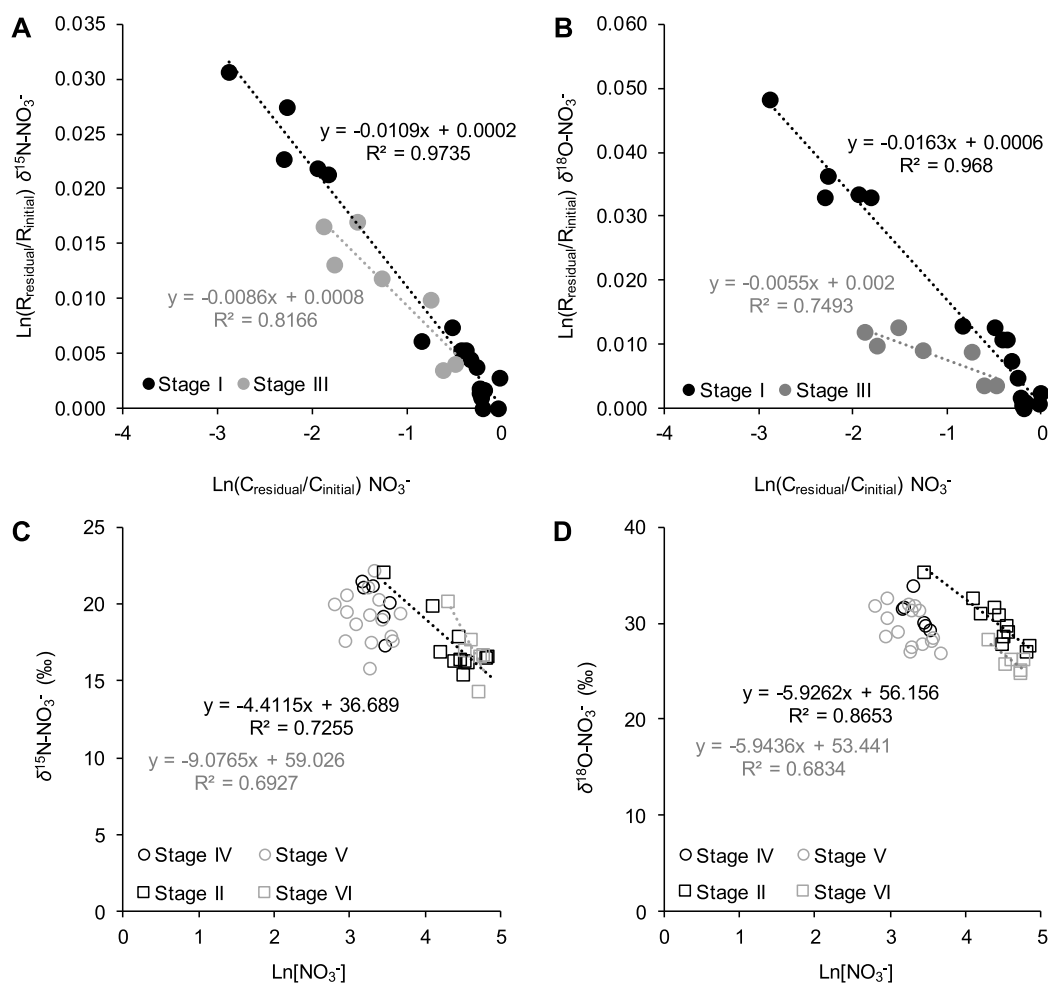 A
0.035
0.030
0.025
0.020
0.015
0.010
0.005
0.000
Ln(Rresidual/Rinitial) δ15N-NO3-
y = -0.0109x + 0.0002
R² = 0.9735
y = -0.0086x + 0.0008
R² = 0.8166
Stage I
Stage III
-4
-3
-2
-1
0
Ln(Cresidual/Cinitial) NO3-
B
0.060
0.050
0.040
0.030
0.020
0.010
0.000
Ln(Rresidual/Rinitial) δ18O-NO3-
y = -0.0163x + 0.0006
R² = 0.968
y = -0.0055x + 0.002
R² = 0.7493
Stage I
Stage III
-4
-3
-2
-1
0
Ln(Cresidual/Cinitial) NO3-
C
25
20
15
10
5
0
δ15N-NO3- (‰)
y = -4.4115x + 36.689
R² = 0.7255
y = -9.0765x + 59.026
R² = 0.6927
Stage IV
Stage V
Stage II
Stage VI
0
1
2
3
4
5
Ln[NO3-]
D
40
30
20
10
0
δ18O-NO3- (‰)
y = -5.9262x + 56.156
R² = 0.8653
y = -5.9436x + 53.441
R² = 0.6834
Stage IV
Stage V
Stage II
Stage VI
0
1
2
3
4
5
Ln[NO3-]